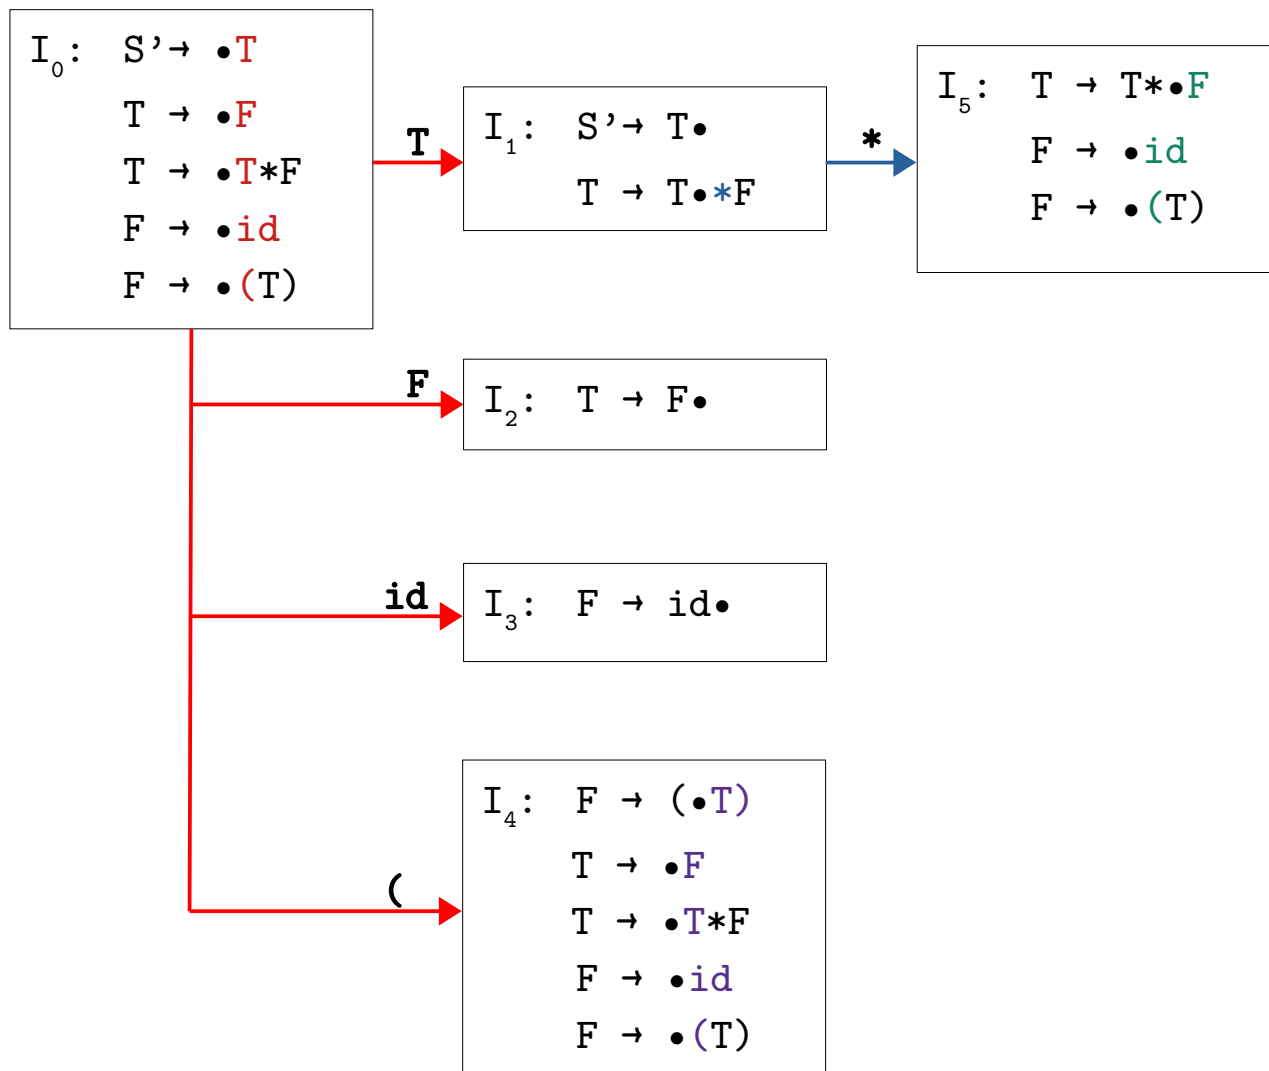 I₀: S’→ •T
T → •F
T → •T*F
F → •id
F → •(T)
T
I₁: S’→ T•
T → T•*F
*
I₅: T → T*•F
F → •id
F → •(T)
F
I₂: T → F•
id
I₃: F → id•
(
I₄: F → (•T)
T → •F
T → •T*F
F → •id
F → •(T)